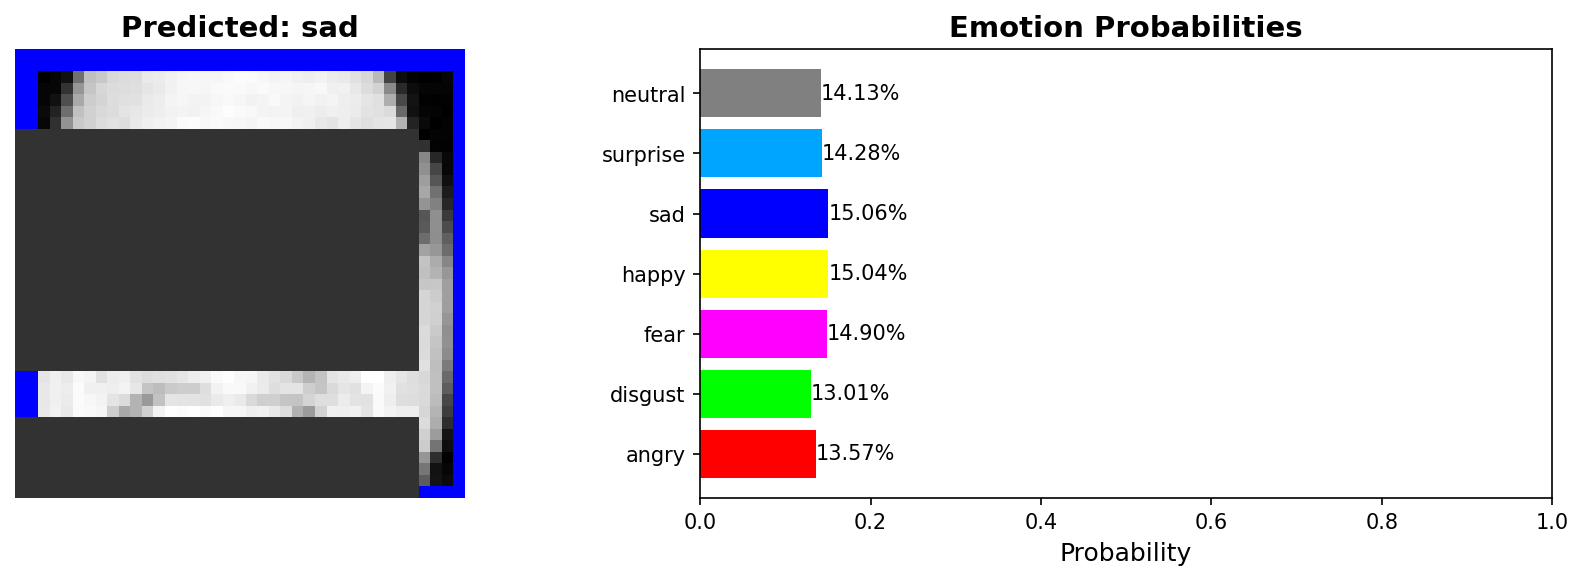 Predicted: sad
Emotion Probabilities
neutral
14.13%
surprise
14.28%
sad
15.06%
happy
15.04%
fear
14.90%
disgust
13.01%
angry
13.57%
0.0 0.2 0.4 0.6 0.8 1.0
Probability